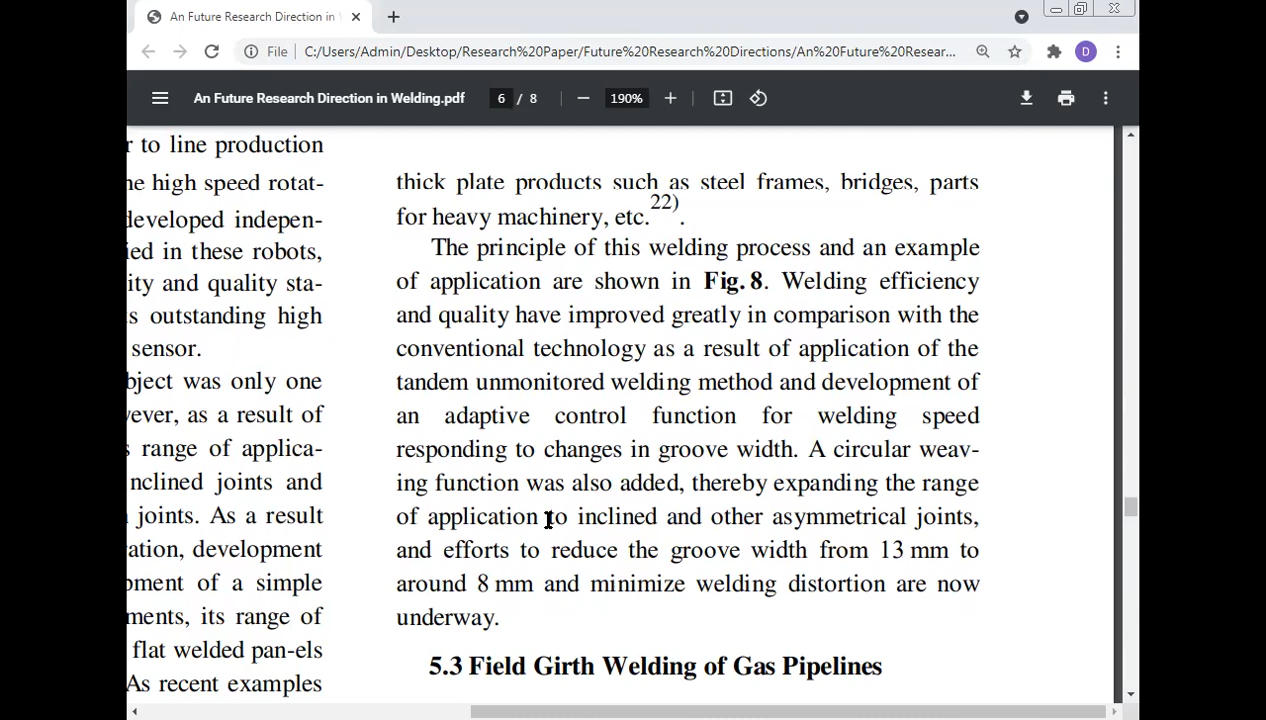 An Future Research Direction in
File C:/Users/Admin/Desktop/Research%20Paper/Future%20Research%20Directions/An%20Future%20Resear...
D
An Future Research Direction in Welding.pdf
6 / 8
190%
r to line production
ne high speed rotat-
developed indepen-
ied in these robots,
ity and quality sta-
s outstanding high
sensor.
bject was only one
vever, as a result of
s range of applica-
nclined joints and
joints. As a result
ration, development
pment of a simple
ments, its range of
flat welded pan-els
As recent examples
thick plate products such as steel frames, bridges, parts
for heavy machinery, etc.22).
The principle of this welding process and an example
of application are shown in Fig. 8. Welding efficiency
and quality have improved greatly in comparison with the
conventional technology as a result of application of the
tandem unmonitored welding method and development of
an adaptive control function for welding speed
responding to changes in groove width. A circular weav-
ing function was also added, thereby expanding the range
of application to inclined and other asymmetrical joints,
and efforts to reduce the groove width from 13 mm to
around 8 mm and minimize welding distortion are now
underway.
5.3 Field Girth Welding of Gas Pipelines